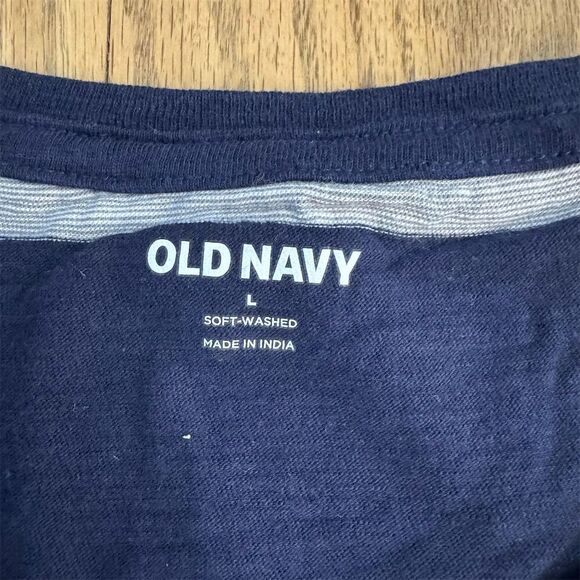 OLD NAVY
L
SOFT-WASHED
MADE IN INDIA